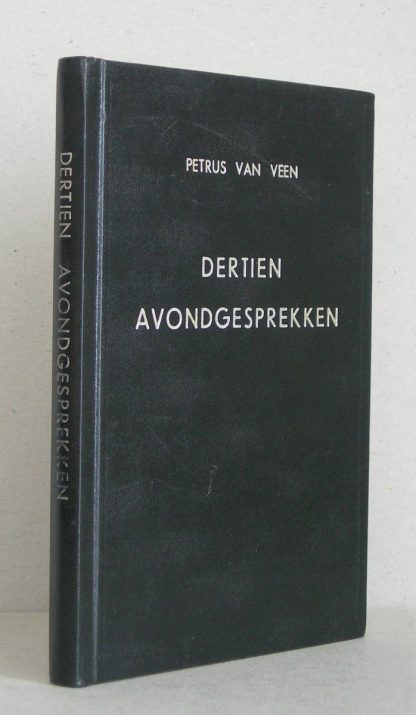 PETRUS VAN VEEN
DERTIEN
AVONDGESPREKKEN
DERTIEN AVONDGESPREKKEN